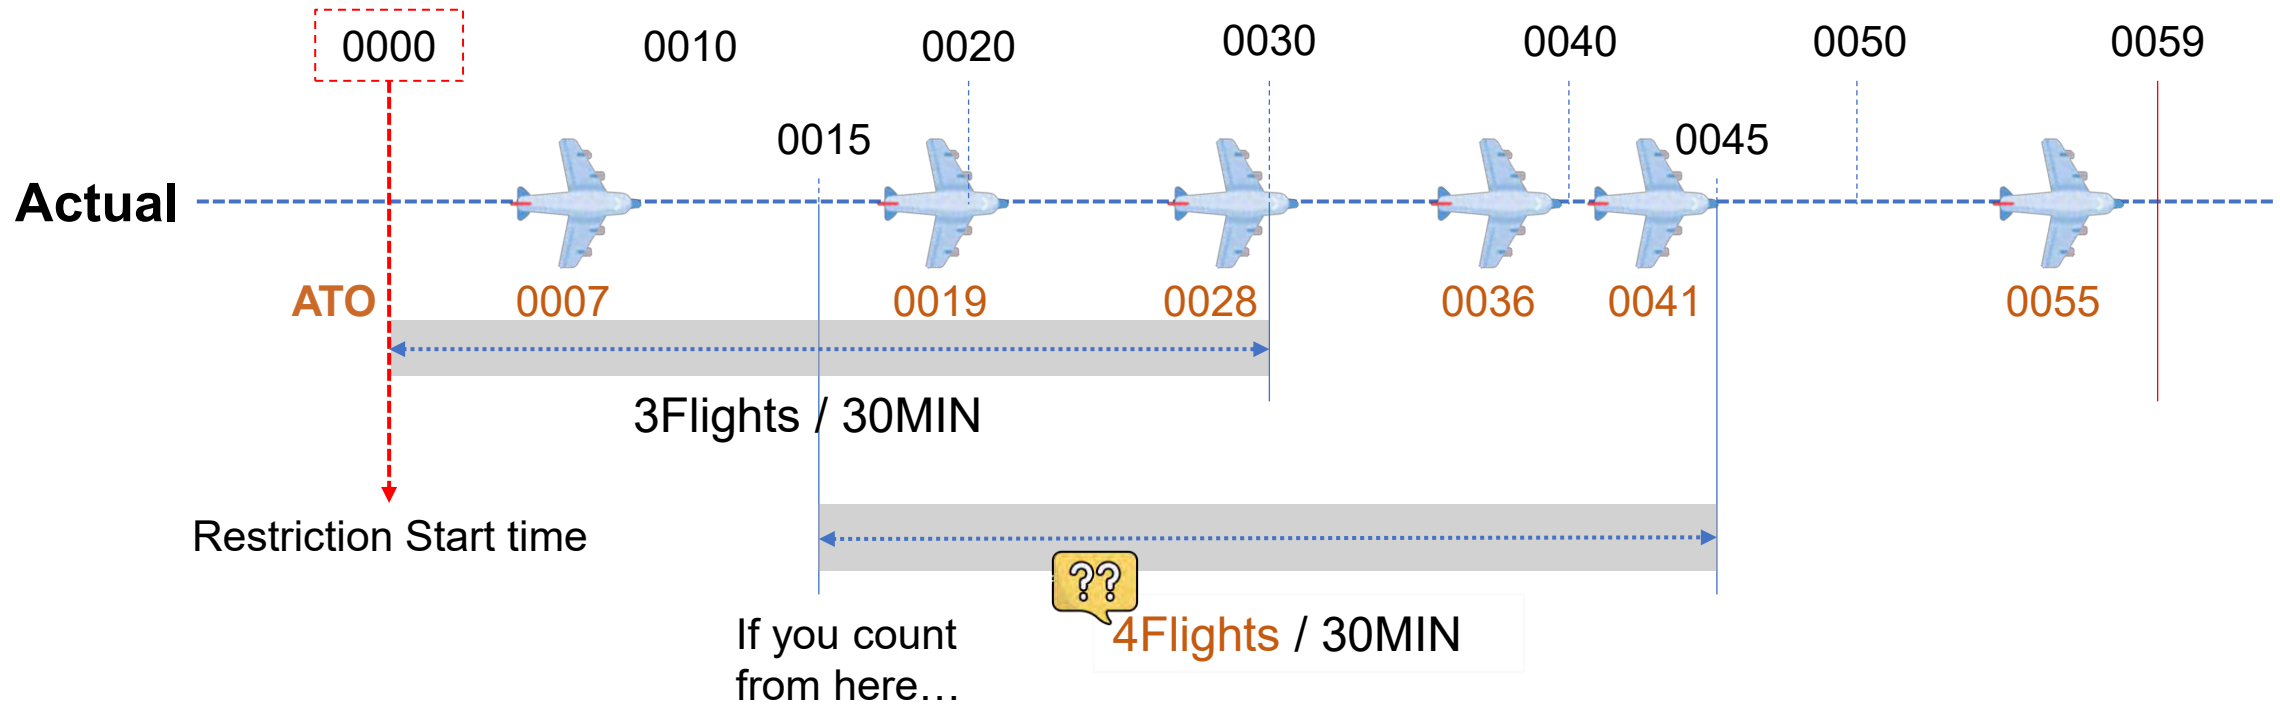 0000 0010 0020 0030 0040 0050 0059
0015 0045
Actual
ATO 0007 0019 0028 0036 0041 0055
3Flights / 30MIN
Restriction Start time
??
4Flights / 30MIN
If you count
from here…